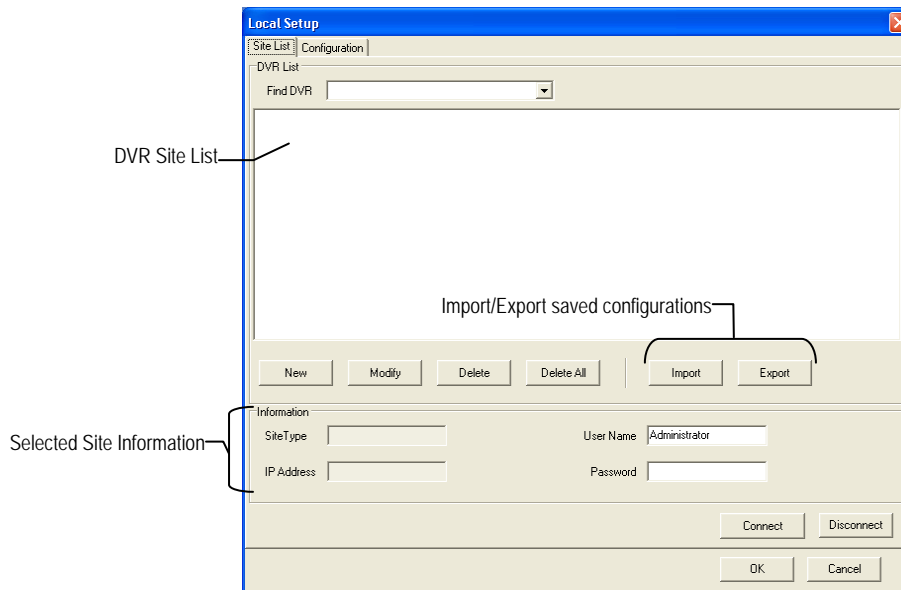 Local Setup
Site List Configuration
DVR List
Find DVR
DVR Site List
Import/Export saved configurations
New Modify Delete Delete All Import Export
Information
Selected Site Information
SiteType User Name Administrator
IP Address Password
Connect Disconnect
OK Cancel